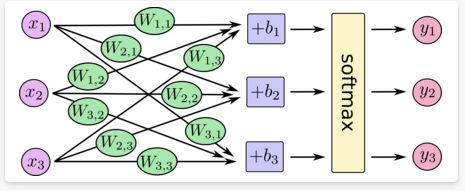 x1 W1,1 +b1 y1
W2,1 W1,3
W1,2
x2 W2,2 +b2 softmax y2
W3,2
W2,3 W3,1
x3 W3,3 +b3 y3